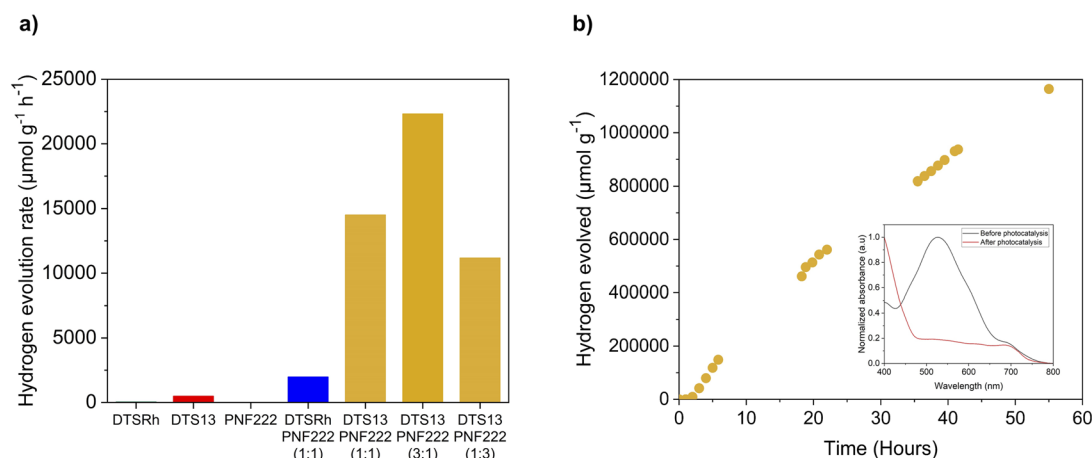 a)
Hydrogen evolution rate (µmol g⁻¹ h⁻¹)
25000
20000
15000
10000
5000
0
DTSRh
DTS13
PNF222
DTSRh
PNF222
(1:1)
DTS13
PNF222
(1:1)
DTS13
PNF222
(3:1)
DTS13
PNF222
(1:3)
b)
Hydrogen evolved (µmol g⁻¹)
1200000
1000000
800000
600000
400000
200000
0
0 10 20 30 40 50 60
Time (Hours)
Normalized absorbance (a.u)
1.0
0.8
0.6
0.4
0.2
0.0
400 500 600 700 800
Wavelength (nm)
Before photocatalysis
After photocatalysis